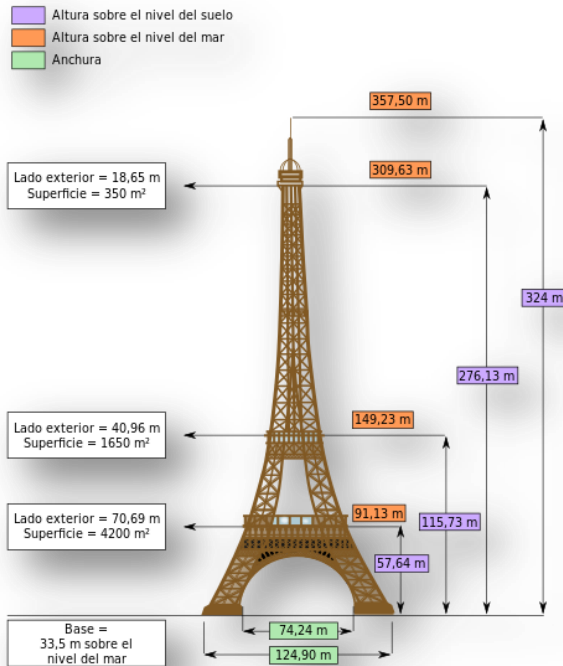 Altura sobre el nivel del suelo
Altura sobre el nivel del mar
Anchura
357,50 m
309,63 m
Lado exterior = 18,65 m
Superficie = 350 m²
324 m
276,13 m
149,23 m
Lado exterior = 40,96 m
Superficie = 1650 m²
91,13 m
115,73 m
Lado exterior = 70,69 m
Superficie = 4200 m²
57,64 m
Base =
33,5 m sobre el
nivel del mar
74,24 m
124,90 m